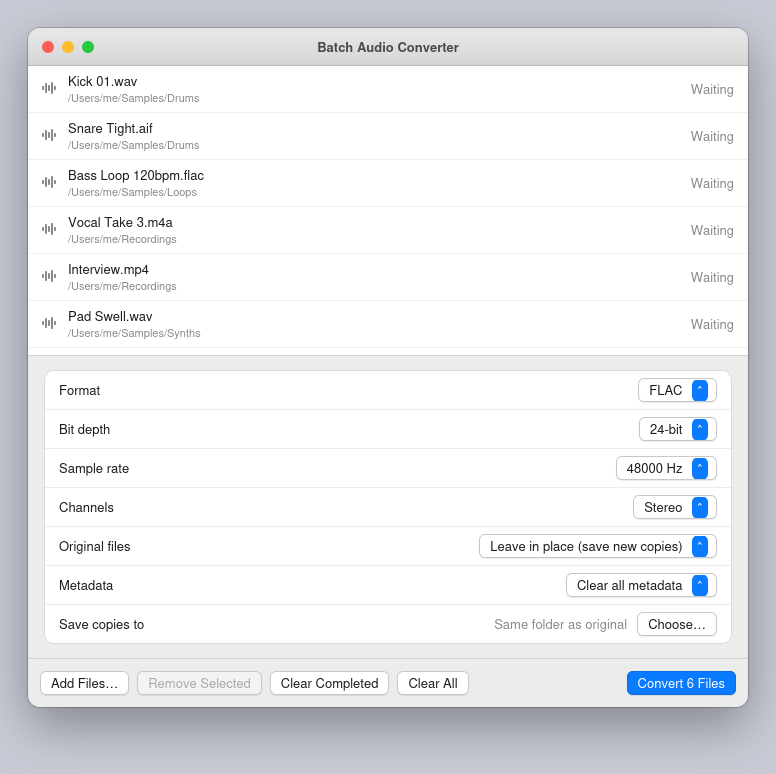 Batch Audio Converter
Kick 01.wav
/Users/me/Samples/Drums
Waiting
Snare Tight.aif
/Users/me/Samples/Drums
Waiting
Bass Loop 120bpm.flac
/Users/me/Samples/Loops
Waiting
Vocal Take 3.m4a
/Users/me/Recordings
Waiting
Interview.mp4
/Users/me/Recordings
Waiting
Pad Swell.wav
/Users/me/Samples/Synths
Waiting
Format FLAC
Bit depth 24-bit
Sample rate 48000 Hz
Channels Stereo
Original files Leave in place (save new copies)
Metadata Clear all metadata
Save copies to Same folder as original Choose…
Add Files… Remove Selected Clear Completed Clear All Convert 6 Files